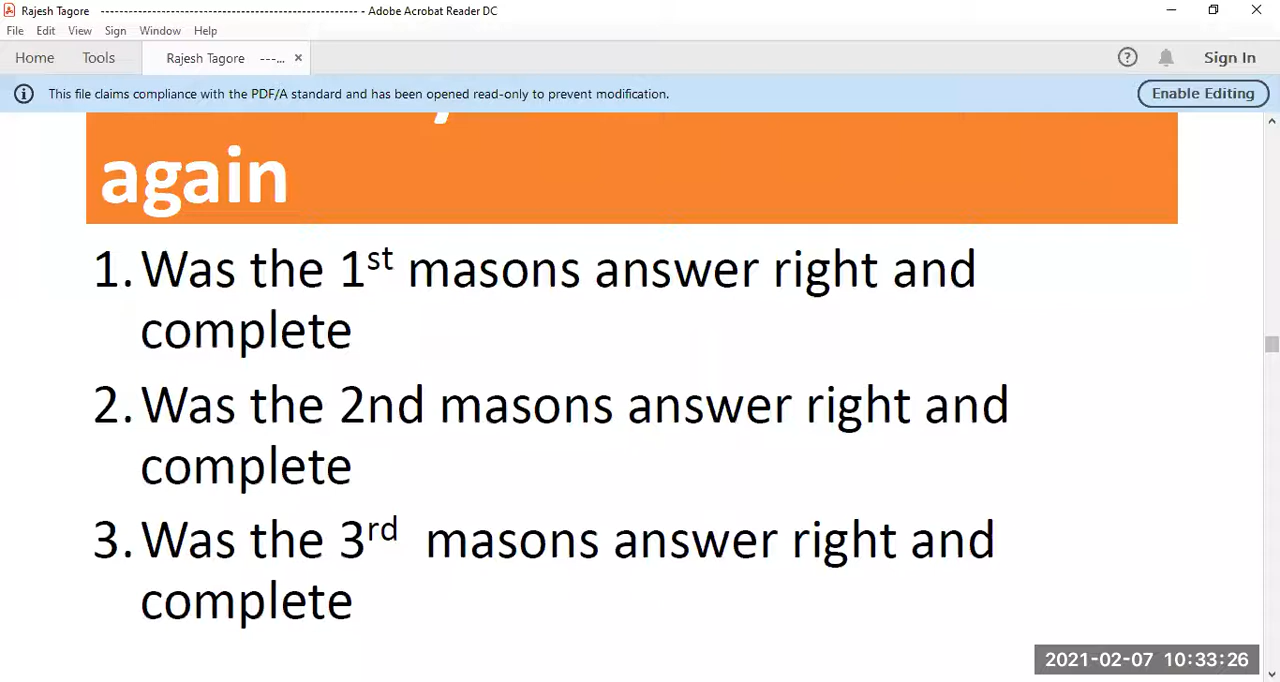 Rajesh Tagore --------------------------------------------------- - Adobe Acrobat Reader DC
File Edit View Sign Window Help
Home Tools Rajesh Tagore ---... × Sign In
This file claims compliance with the PDF/A standard and has been opened read-only to prevent modification. Enable Editing
again
1. Was the 1st masons answer right and
complete
2. Was the 2nd masons answer right and
complete
3. Was the 3rd masons answer right and
complete
2021-02-07 10:33:26